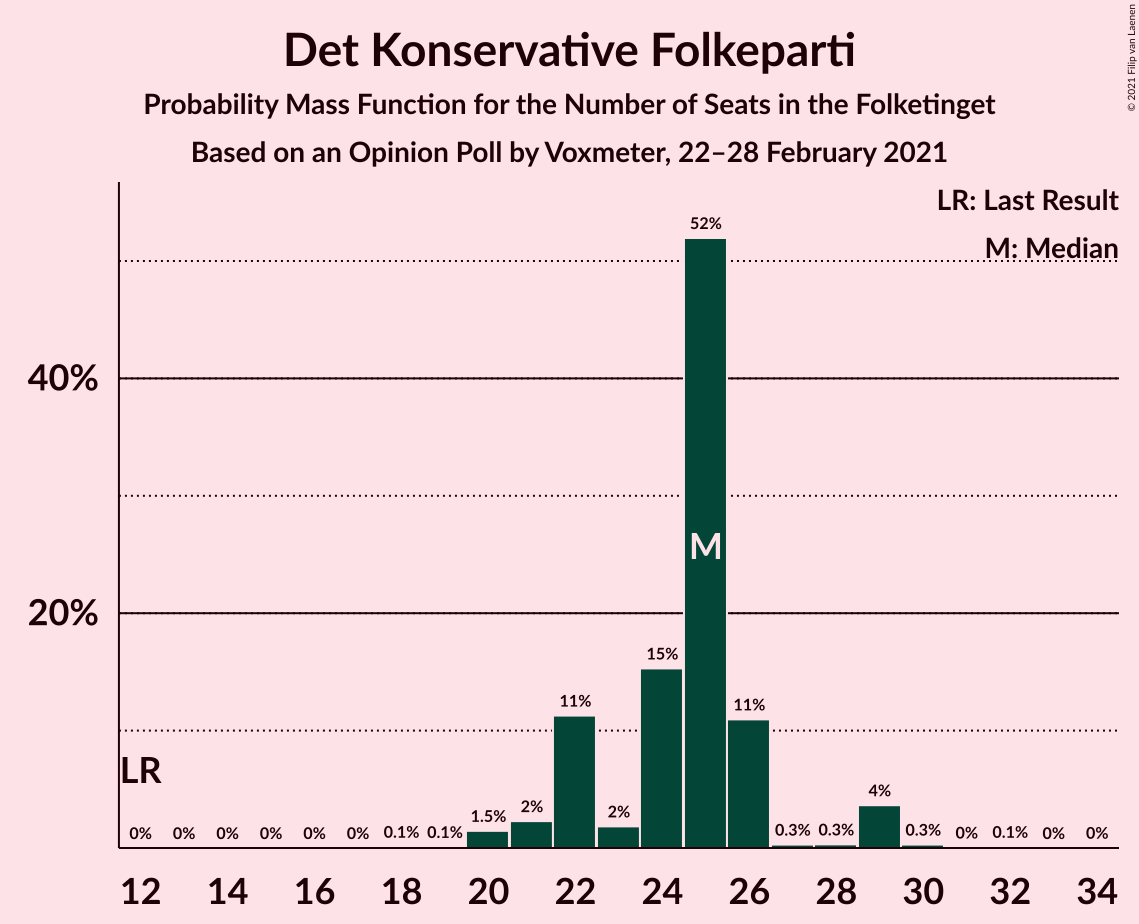 Det Konservative Folkeparti
Probability Mass Function for the Number of Seats in the Folketinget
Based on an Opinion Poll by Voxmeter, 22–28 February 2021
© 2021 Filip van Laenen
LR: Last Result
M: Median
40%
20%
LR
M
0% 0% 0% 0% 0% 0% 0.1% 0.1% 1.5% 2% 11% 2% 15% 52% 11% 0.3% 0.3% 4% 0.3% 0% 0.1% 0% 0%
12 14 16 18 20 22 24 26 28 30 32 34